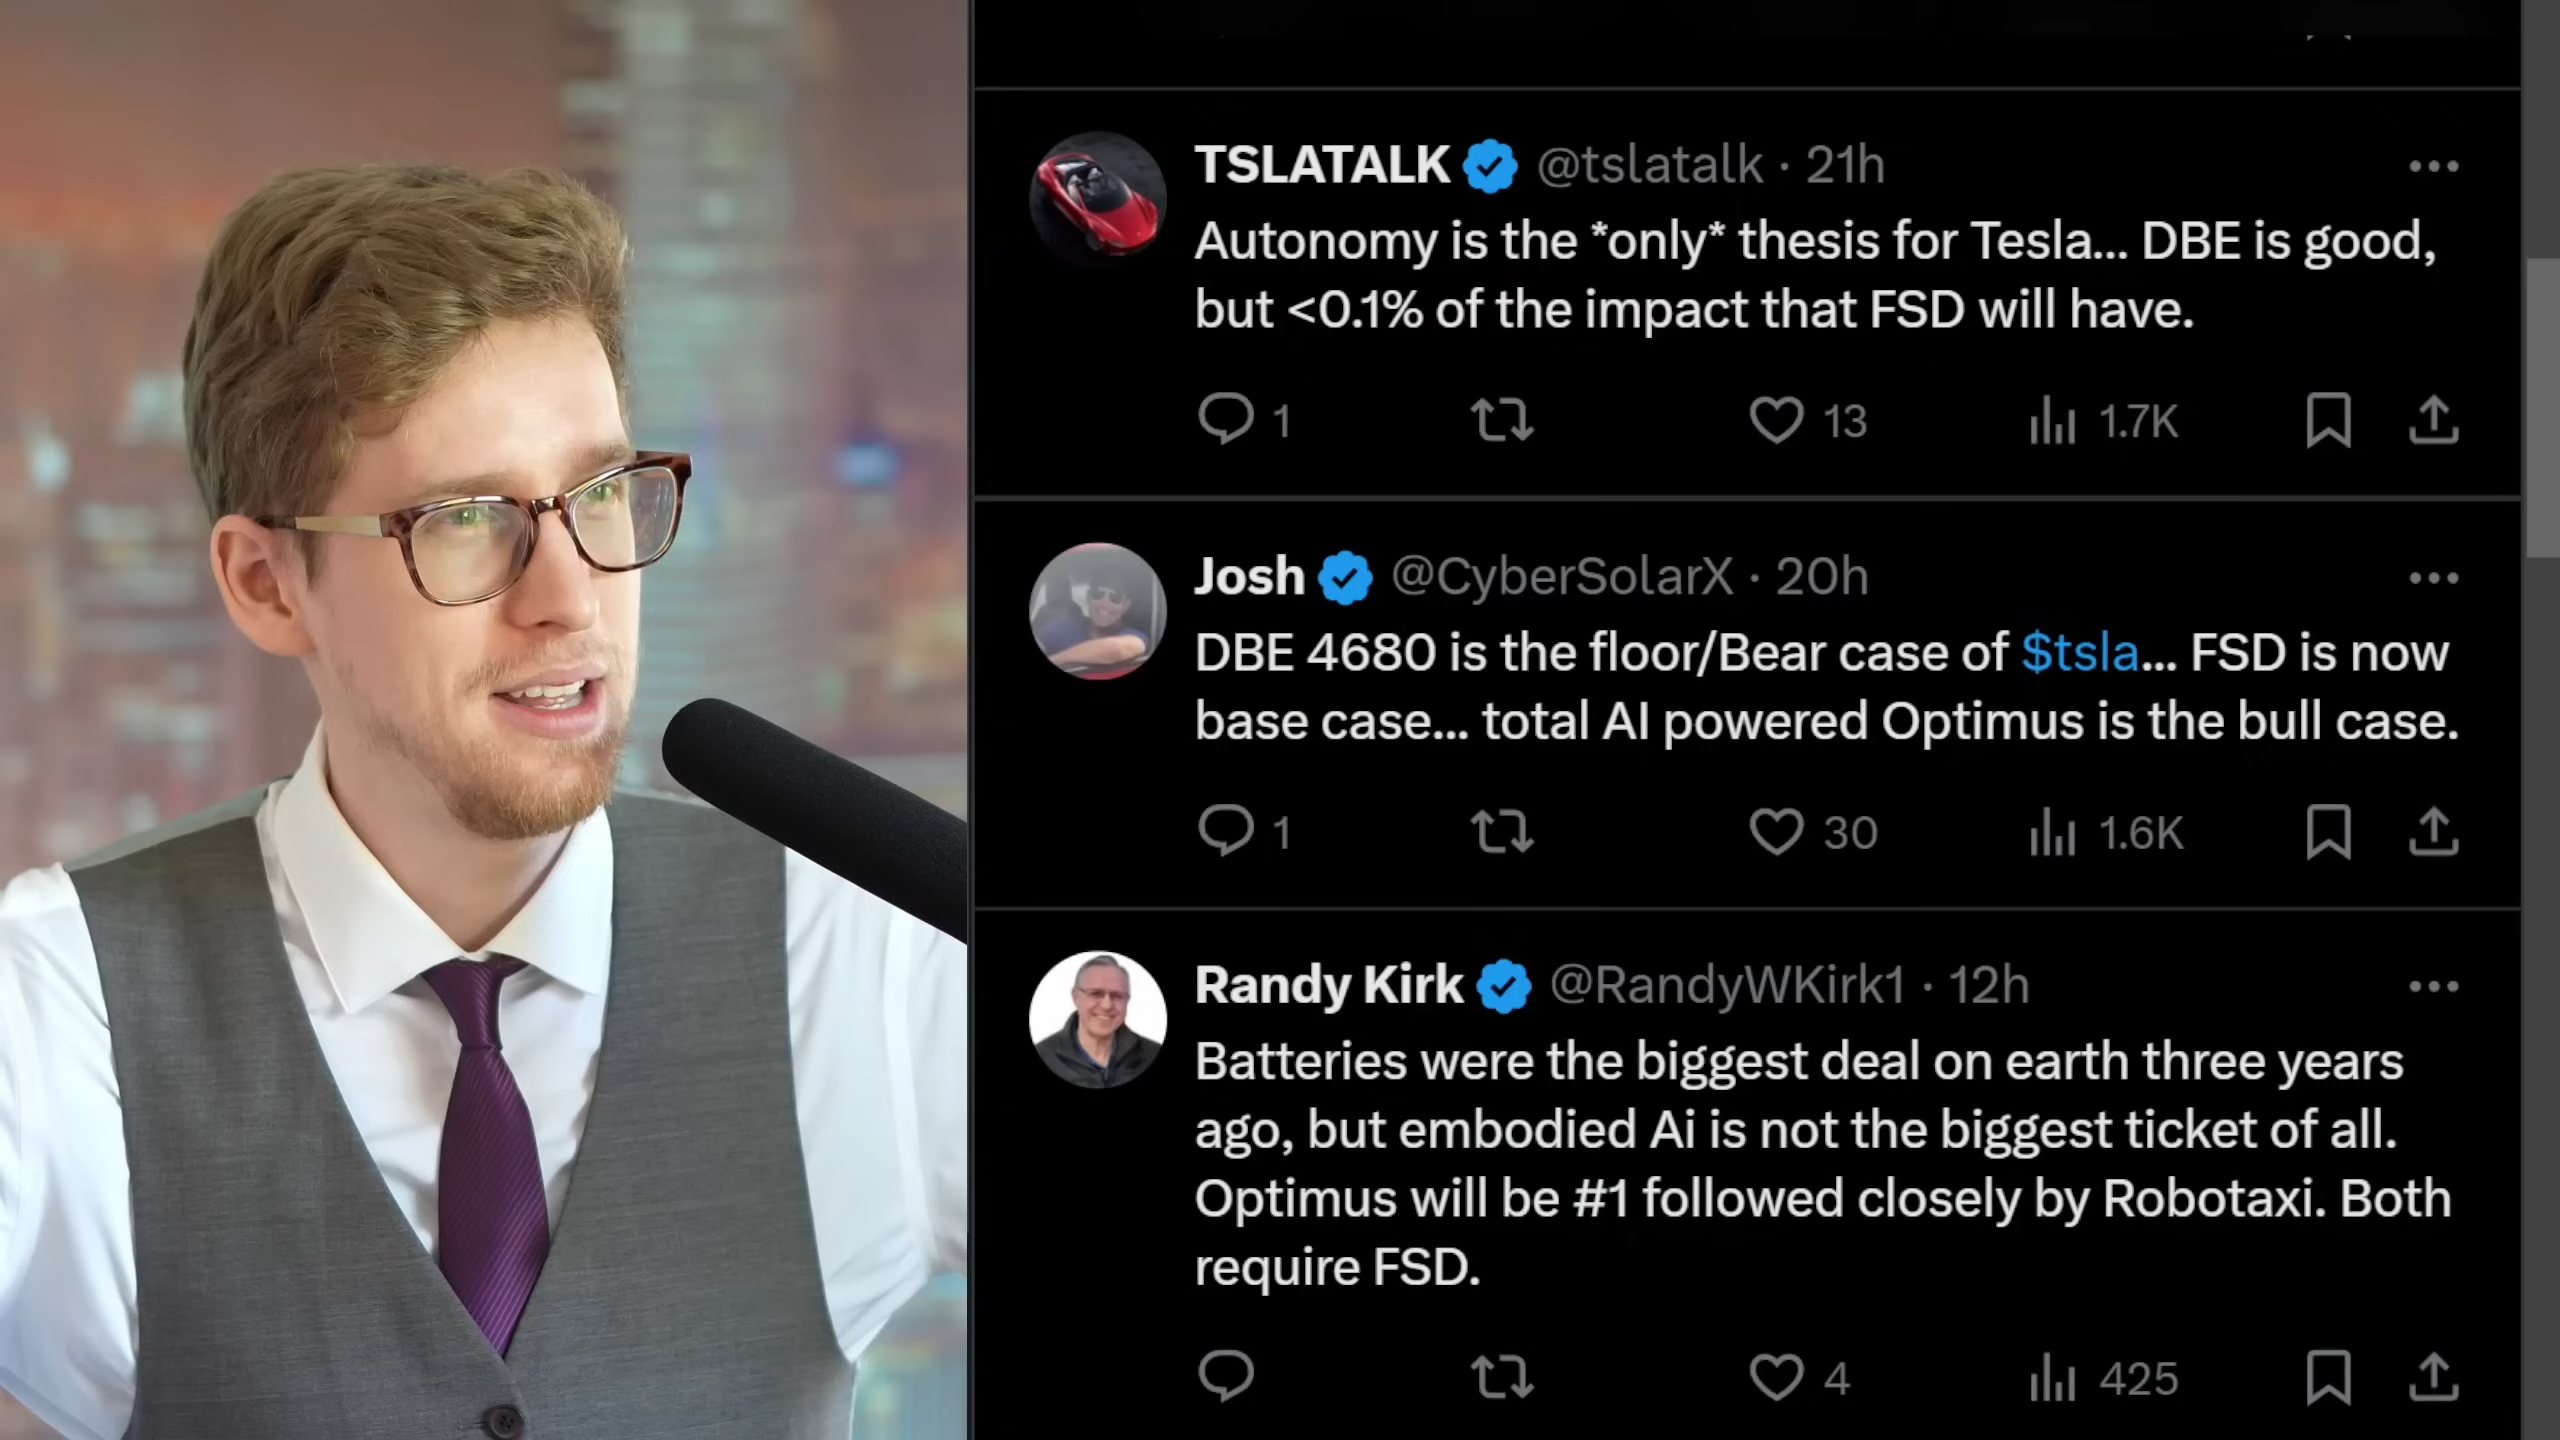 TSLATALK @tslatalk · 21h
Autonomy is the *only* thesis for Tesla... DBE is good,
but <0.1% of the impact that FSD will have.
1 13 1.7K
Josh @CyberSolarX · 20h
DBE 4680 is the floor/Bear case of $tsla... FSD is now
base case... total AI powered Optimus is the bull case.
1 30 1.6K
Randy Kirk @RandyWKirk1 · 12h
Batteries were the biggest deal on earth three years
ago, but embodied Ai is not the biggest ticket of all.
Optimus will be #1 followed closely by Robotaxi. Both
require FSD.
4 425